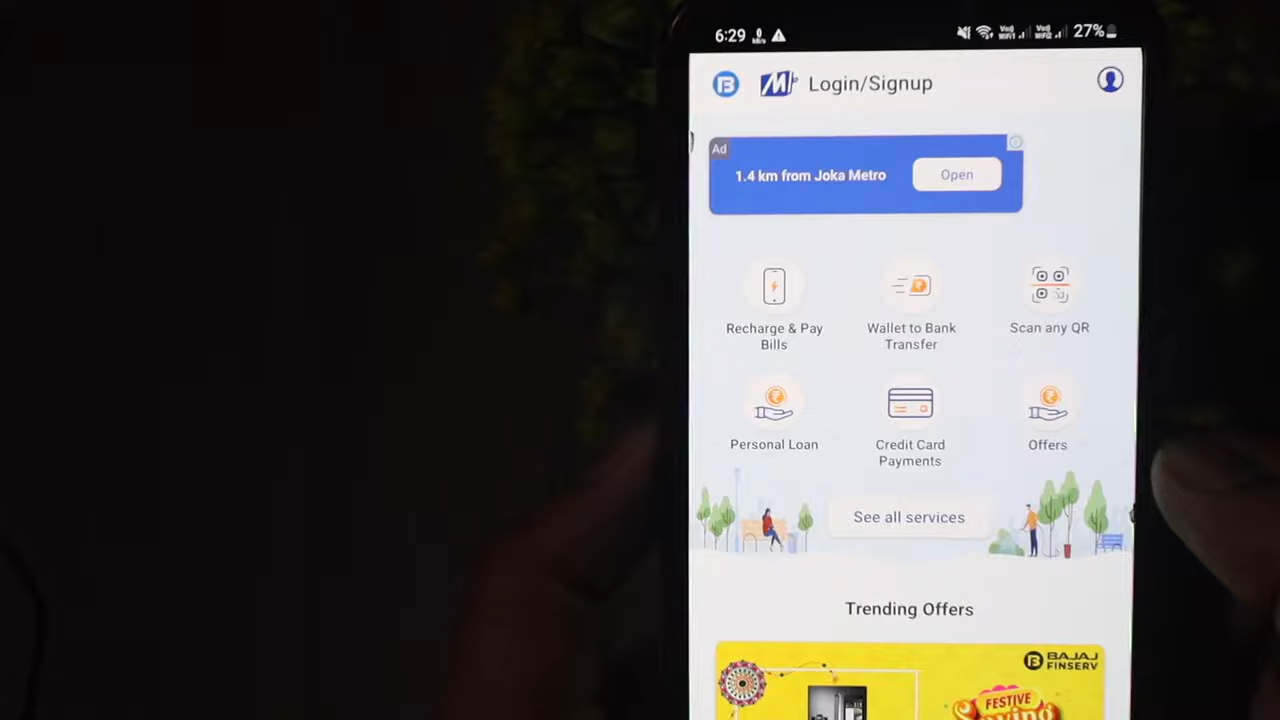 6:29
27%
Login/Signup
Ad
1.4 km from Joka Metro
Open
Recharge & Pay
Bills
Wallet to Bank
Transfer
Scan any QR
Personal Loan
Credit Card
Payments
Offers
See all services
Trending Offers
BAJAJ
FINSERV
FESTIVE